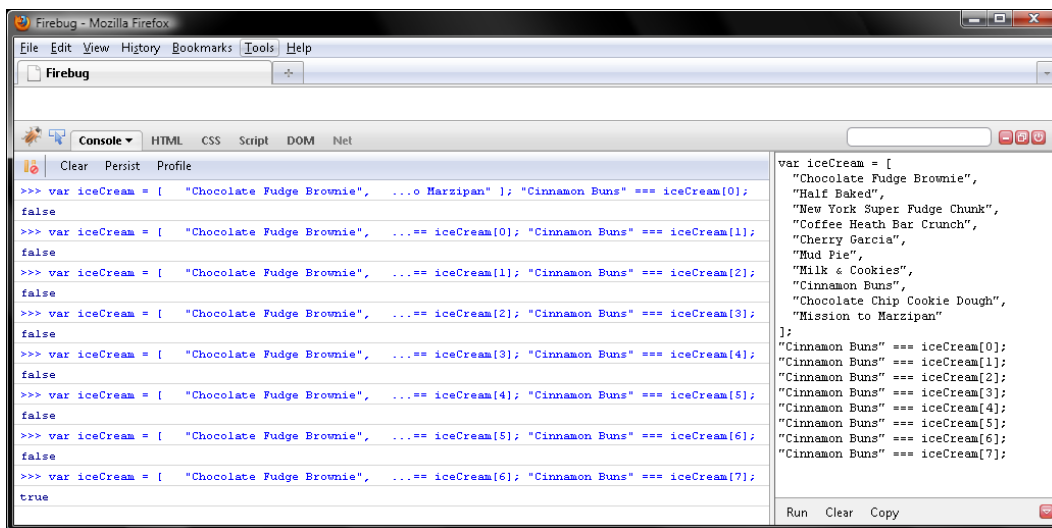 Firebug - Mozilla Firefox
File Edit View History Bookmarks Tools Help
Firebug
Console HTML CSS Script DOM Net
Clear Persist Profile
>>> var iceCream = [ "Chocolate Fudge Brownie", ...o Marzipan" ]; "Cinnamon Buns" === iceCream[0];
false
>>> var iceCream = [ "Chocolate Fudge Brownie", ...== iceCream[0]; "Cinnamon Buns" === iceCream[1];
false
>>> var iceCream = [ "Chocolate Fudge Brownie", ...== iceCream[1]; "Cinnamon Buns" === iceCream[2];
false
>>> var iceCream = [ "Chocolate Fudge Brownie", ...== iceCream[2]; "Cinnamon Buns" === iceCream[3];
false
>>> var iceCream = [ "Chocolate Fudge Brownie", ...== iceCream[3]; "Cinnamon Buns" === iceCream[4];
false
>>> var iceCream = [ "Chocolate Fudge Brownie", ...== iceCream[4]; "Cinnamon Buns" === iceCream[5];
false
>>> var iceCream = [ "Chocolate Fudge Brownie", ...== iceCream[5]; "Cinnamon Buns" === iceCream[6];
false
>>> var iceCream = [ "Chocolate Fudge Brownie", ...== iceCream[6]; "Cinnamon Buns" === iceCream[7];
true
var iceCream = [
"Chocolate Fudge Brownie",
"Half Baked",
"New York Super Fudge Chunk",
"Coffee Heath Bar Crunch",
"Cherry Garcia",
"Mud Pie",
"Milk & Cookies",
"Cinnamon Buns",
"Chocolate Chip Cookie Dough",
"Mission to Marzipan"
];
"Cinnamon Buns" === iceCream[0];
"Cinnamon Buns" === iceCream[1];
"Cinnamon Buns" === iceCream[2];
"Cinnamon Buns" === iceCream[3];
"Cinnamon Buns" === iceCream[4];
"Cinnamon Buns" === iceCream[5];
"Cinnamon Buns" === iceCream[6];
"Cinnamon Buns" === iceCream[7];
Run Clear Copy